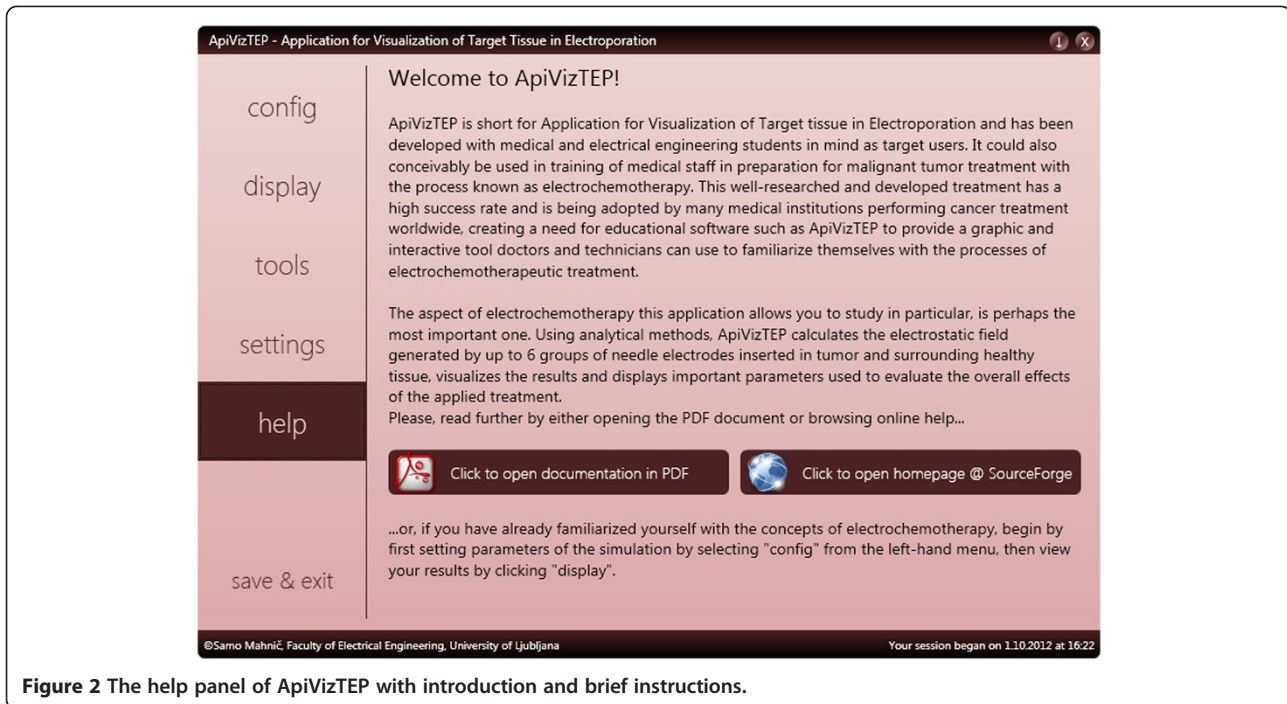 ApiVizTEP - Application for Visualization of Target Tissue in Electroporation
config
display
tools
settings
help
save & exit
Welcome to ApiVizTEP!
ApiVizTEP is short for Application for Visualization of Target tissue in Electroporation and has been
developed with medical and electrical engineering students in mind as target users. It could also
conceivably be used in training of medical staff in preparation for malignant tumor treatment with
the process known as electrochemotherapy. This well-researched and developed treatment has a
high success rate and is being adopted by many medical institutions performing cancer treatment
worldwide, creating a need for educational software such as ApiVizTEP to provide a graphic and
interactive tool doctors and technicians can use to familiarize themselves with the processes of
electrochemotherapeutic treatment.
The aspect of electrochemotherapy this application allows you to study in particular, is perhaps the
most important one. Using analytical methods, ApiVizTEP calculates the electrostatic field
generated by up to 6 groups of needle electrodes inserted in tumor and surrounding healthy
tissue, visualizes the results and displays important parameters used to evaluate the overall effects
of the applied treatment.
Please, read further by either opening the PDF document or browsing online help...
Click to open documentation in PDF
Click to open homepage @ SourceForge
...or, if you have already familiarized yourself with the concepts of electrochemotherapy, begin by
first setting parameters of the simulation by selecting "config" from the left-hand menu, then view
your results by clicking "display".
©Samo Mahnič, Faculty of Electrical Engineering, University of Ljubljana
Your session began on 1.10.2012 at 16:22
Figure 2 The help panel of ApiVizTEP with introduction and brief instructions.